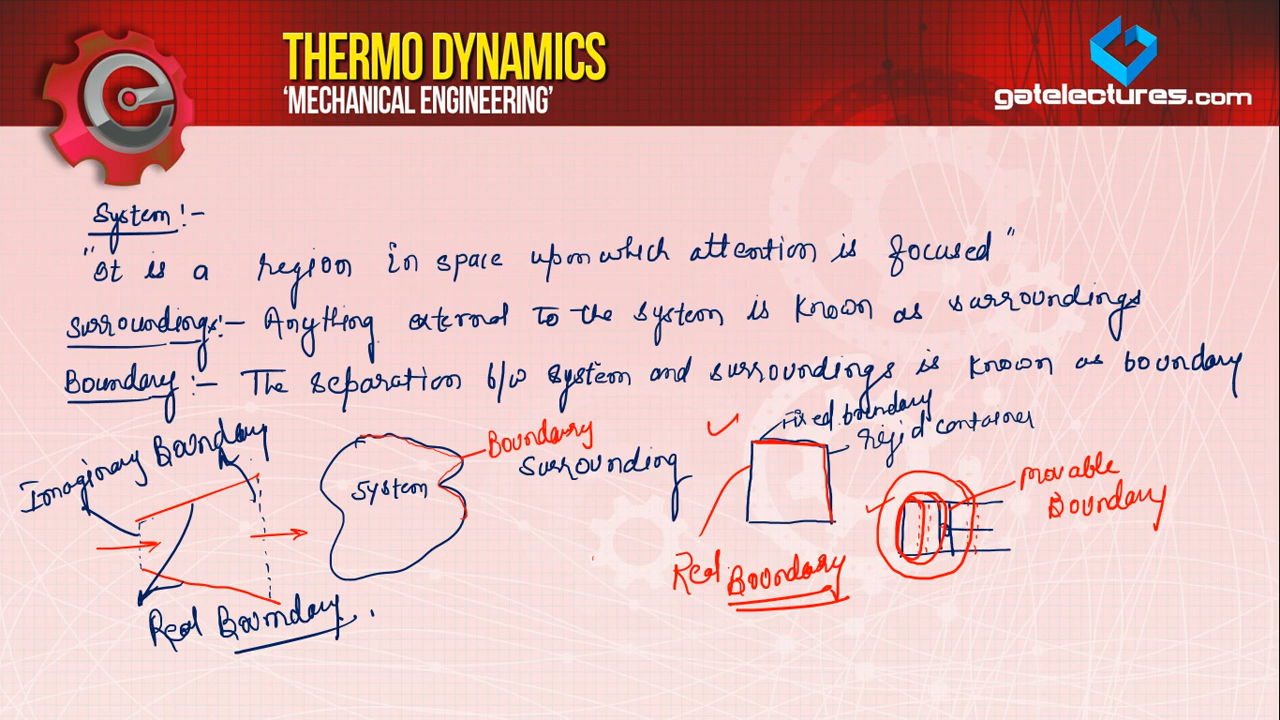 THERMO DYNAMICS
'MECHANICAL ENGINEERING'
gatelectures.com
System :-
"It is a region in space upon which attention is focused"
Surroundings :- Anything external to the system is known as surroundings
Boundary :- The separation b/w system and surroundings is known as boundary
Imaginary Boundary
Real Boundary.
System
Boundary
Surrounding
Fixed boundary
Rigid container
Real Boundary
Movable
Boundary